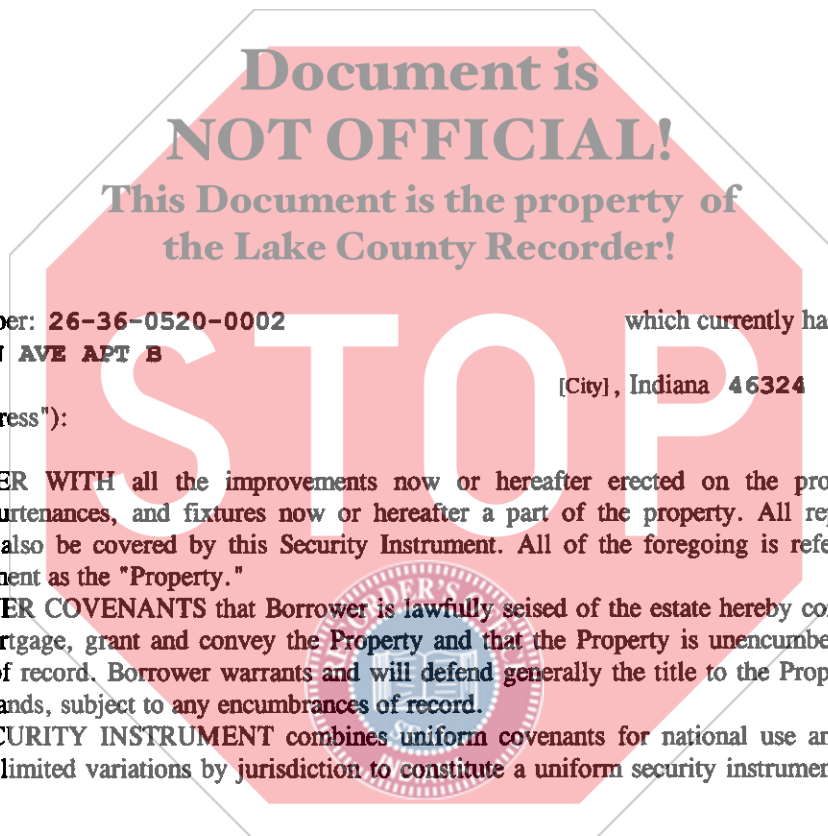 Document is
NOT OFFICIAL!
This Document is the property of
the Lake County Recorder!
ber: 26-36-0520-0002 which currently ha
AVE APT B
[City], Indiana 46324
ress"):
STOP
ER WITH all the improvements now or hereafter erected on the pro
urtenances, and fixtures now or hereafter a part of the property. All re
also be covered by this Security Instrument. All of the foregoing is refe
ent as the "Property."
ER COVENANTS that Borrower is lawfully seised of the estate hereby co
rtgage, grant and convey the Property and that the Property is unencumbe
of record. Borrower warrants and will defend generally the title to the Prop
ands, subject to any encumbrances of record.
CURITY INSTRUMENT combines uniform covenants for national use an
limited variations by jurisdiction to constitute a uniform security instrumen
RECORDER'S
SEAL
INDIANA